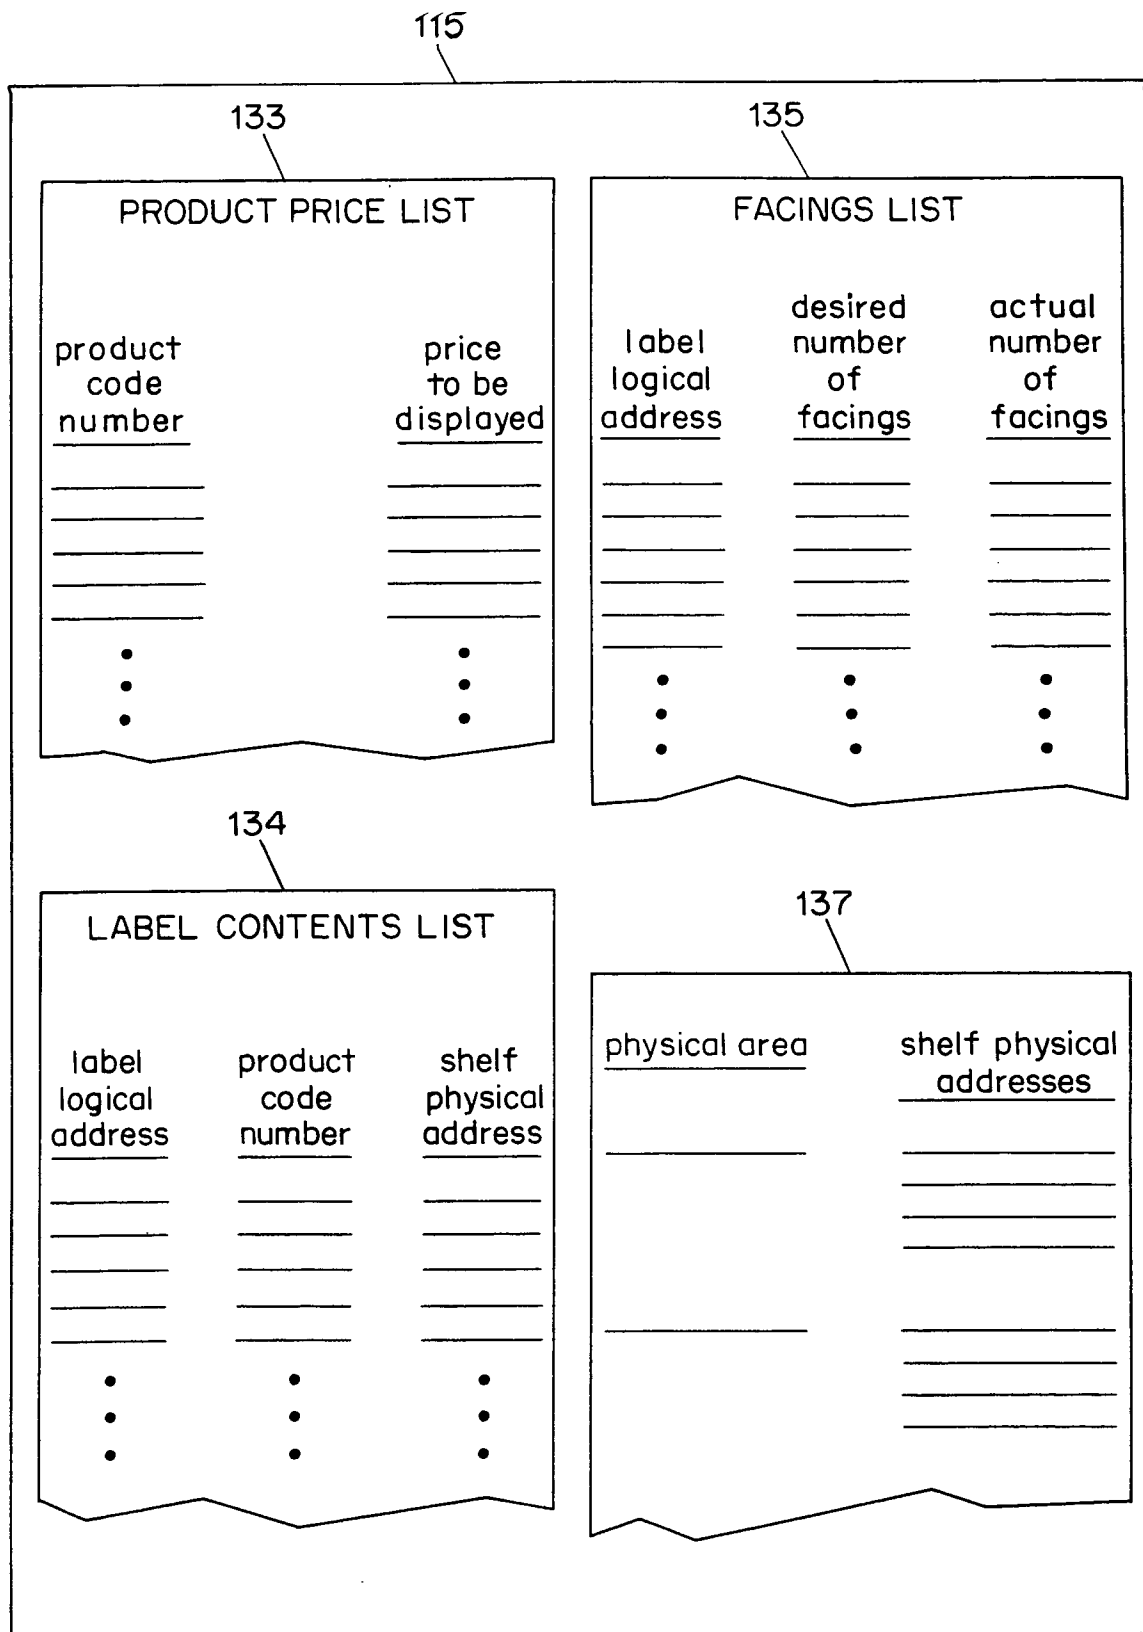 115
133
PRODUCT PRICE LIST
product
code
number
price
to be
displayed
135
FACINGS LIST
label
logical
address
desired
number
of
facings
actual
number
of
facings
134
LABEL CONTENTS LIST
label
logical
address
product
code
number
shelf
physical
address
137
physical area
shelf physical
addresses